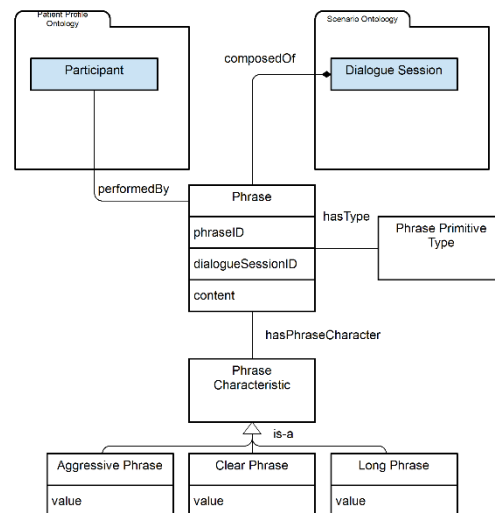 Patient Profile
Ontology
Scenario Ontoloogy
Participant
composedOf
Dialogue Session
performedBy
Phrase
hasType
phraseID
Phrase Primitive
Type
dialogueSessionID
content
hasPhraseCharacter
Phrase
Characteristic
is-a
Aggressive Phrase
Clear Phrase
Long Phrase
value
value
value